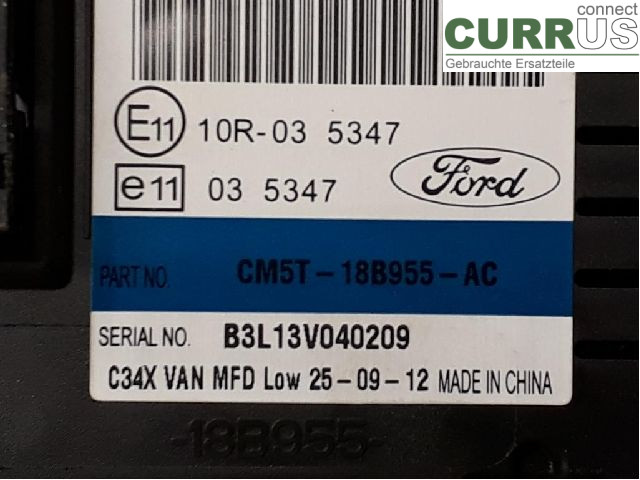 connect
CURRUS
Gebrauchte Ersatzteile
E11 10R-03 5347
e11 03 5347
Ford
PART NO. CM5T-18B955-AC
SERIAL NO. B3L13V040209
C34X VAN MFD Low 25-09-12 MADE IN CHINA
-18B955-